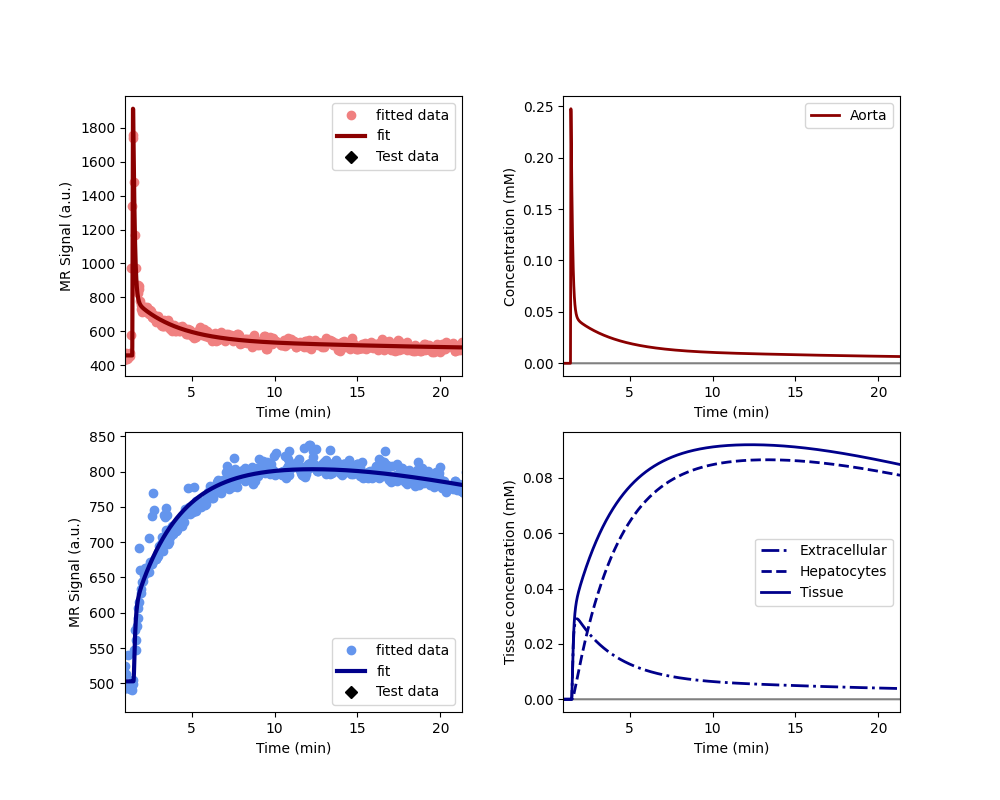 1800
1600
1400
1200
1000
800
600
400
5
10
15
20
MR Signal (a.u.)
Time (min)
fitted data
fit
Test data
0.25
0.20
0.15
0.10
0.05
0.00
5
10
15
20
Concentration (mM)
Time (min)
Aorta
850
800
750
700
650
600
550
500
5
10
15
20
MR Signal (a.u.)
Time (min)
fitted data
fit
Test data
0.08
0.06
0.04
0.02
0.00
5
10
15
20
Tissue concentration (mM)
Time (min)
Extracellular
Hepatocytes
Tissue